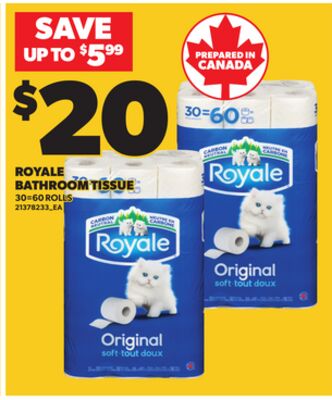 SAVE
UP TO $5.99
PREPARED IN
CANADA
$20
ROYALE
BATHROOM TISSUE
30=60 ROLLS
21378233_EA
30=60
CARBON
NEUTRAL
NEUTRE EN
CARBONE
Royale
Original
soft·tout doux
30=60
CARBON
NEUTRAL
NEUTRE EN
CARBONE
Royale
Original
soft·tout doux